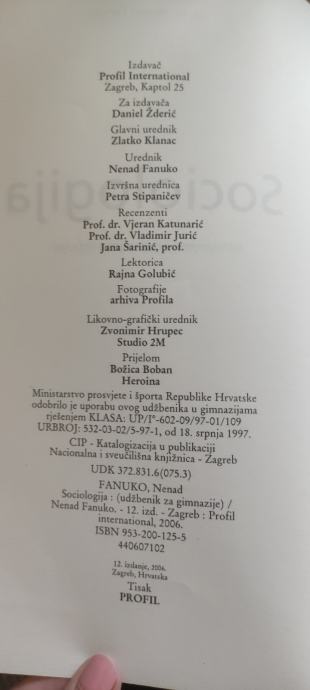 Izdavač
Profil International
Zagreb, Kaptol 25
Za izdavača
Daniel Žderić
Glavni urednik
Zlatko Klanac
Urednik
Nenad Fanuko
Izvršna urednica
Petra Stipaničev
Recenzenti
Prof. dr. Vjeran Katunarić
Prof. dr. Vladimir Jurić
Jana Šarinić, prof.
Lektorica
Rajna Golubić
Fotografije
arhiva Profila
Likovno-grafički urednik
Zvonimir Hrupec
Studio 2M
Prijelom
Božica Boban
Heroina
Ministarstvo prosvjete i športa Republike Hrvatske
odobrilo je uporabu ovog udžbenika u gimnazijama
rješenjem KLASA: UP/I°-602-09/97-01/109
URBROJ: 532-03-02/5-97-1, od 18. srpnja 1997.
CIP - Katalogizacija u publikaciji
Nacionalna i sveučilišna knjižnica - Zagreb
UDK 372.831.6(075.3)
FANUKO, Nenad
Sociologija : (udžbenik za gimnazije) /
Nenad Fanuko. - 12. izd. - Zagreb : Profil
international, 2006.
ISBN 953-200-125-5
440607102
12. izdanje, 2006.
Zagreb, Hrvatska
Tisak
PROFIL